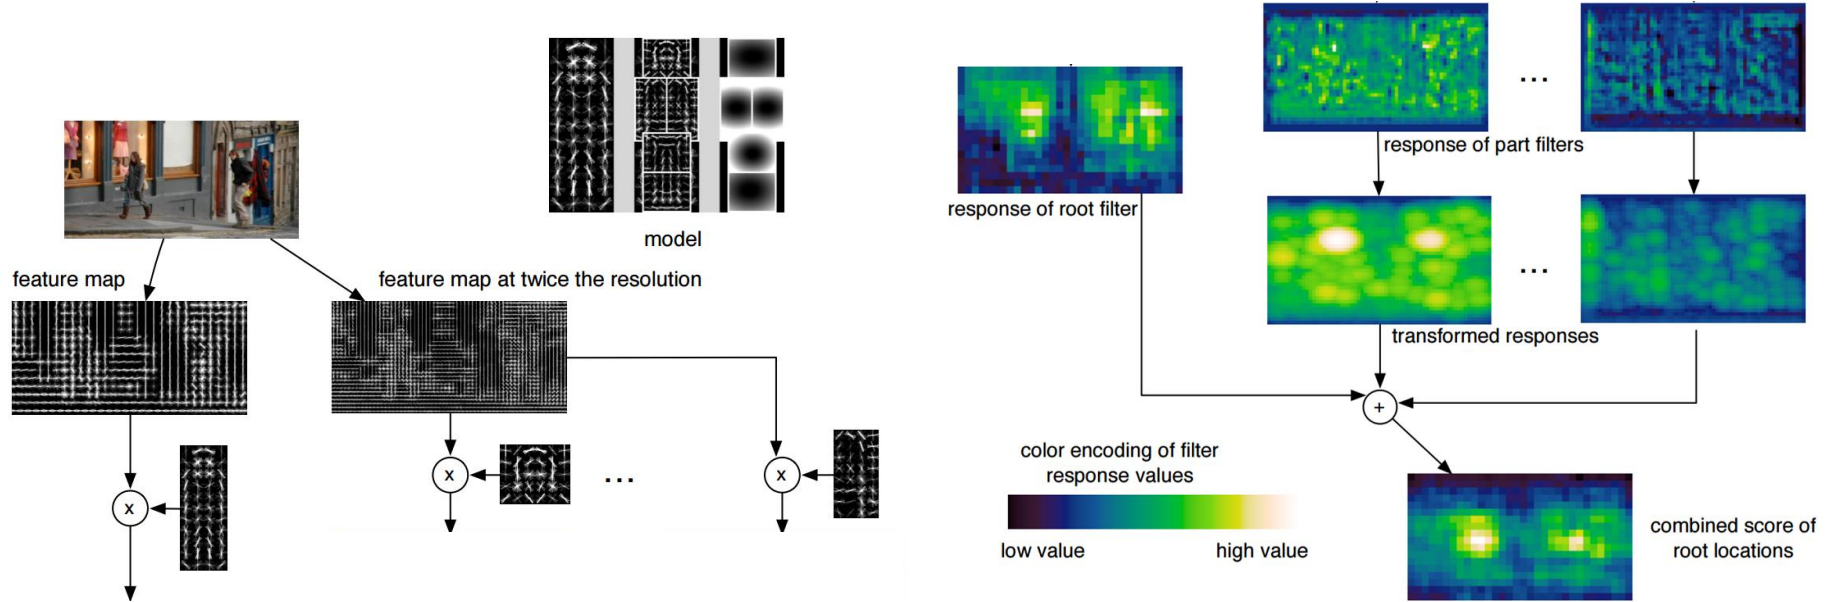 model
feature map
feature map at twice the resolution
x
x
...
x
response of root filter
...
response of part filters
...
transformed responses
+
color encoding of filter
response values
low value
high value
combined score of
root locations